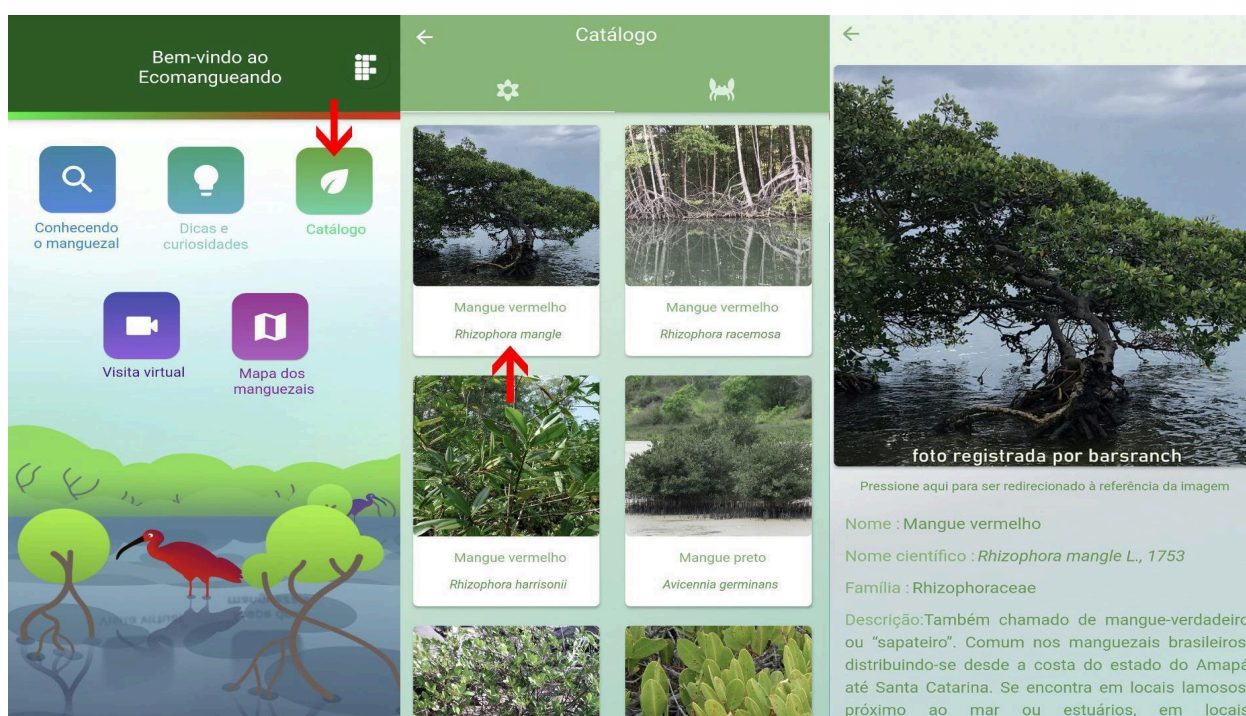 Bem-vindo ao
Ecomangueando
Conhecendo
o manguezal
Dicas e
curiosidades
Catálogo
Visita virtual
Mapa dos
manguezais
Catálogo
Mangue vermelho
Rhizophora mangle
Mangue vermelho
Rhizophora racemosa
Mangue vermelho
Rhizophora harrisonii
Mangue preto
Avicennia germinans
foto registrada por barsranch
Pressione aqui para ser redirecionado à referência da imagem
Nome : Mangue vermelho
Nome científico : Rhizophora mangle L., 1753
Família : Rhizophoraceae
Descrição:Também chamado de mangue-verdadeiro
ou “sapateiro”. Comum nos manguezais brasileiros
distribuindo-se desde a costa do estado do Amapá
até Santa Catarina. Se encontra em locais lamosos
próximo ao mar ou estuários, em locais